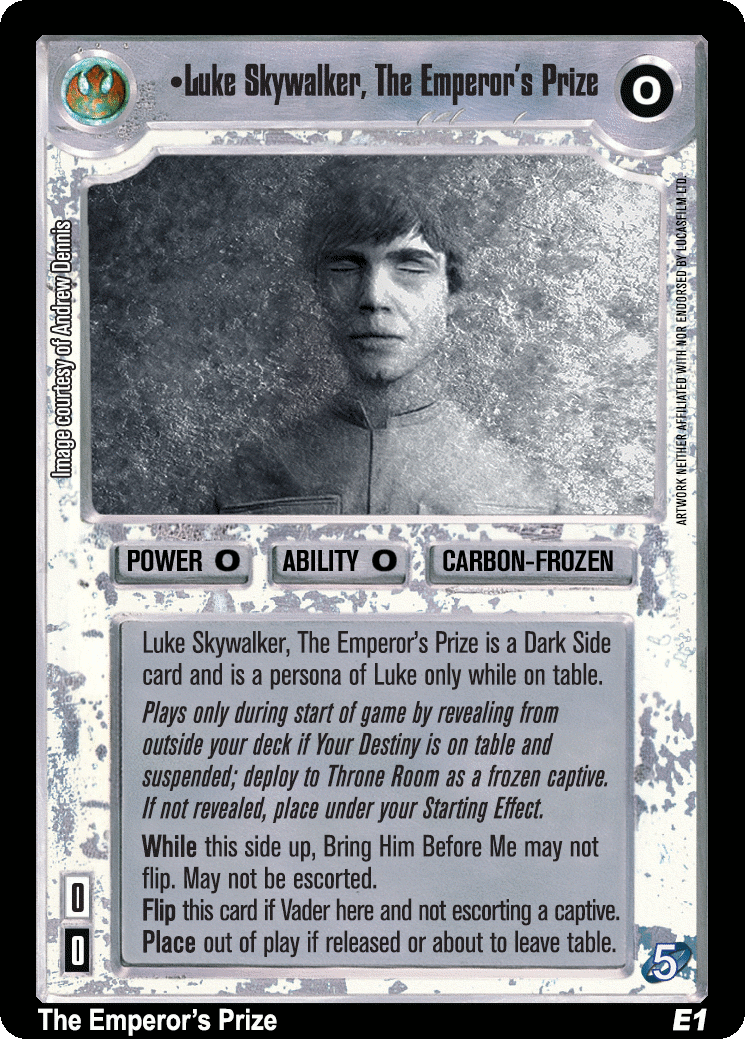 •Luke Skywalker, The Emperor's Prize
0
Image courtesy of Andrew Dennis
ARTWORK NEITHER AFFILIATED WITH NOR ENDORSED BY LUCASFILM LTD.
POWER 0
ABILITY 0
CARBON-FROZEN
Luke Skywalker, The Emperor's Prize is a Dark Side
card and is a persona of Luke only while on table.
Plays only during start of game by revealing from
outside your deck if Your Destiny is on table and
suspended; deploy to Throne Room as a frozen captive.
If not revealed, place under your Starting Effect.
While this side up, Bring Him Before Me may not
flip. May not be escorted.
Flip this card if Vader here and not escorting a captive.
Place out of play if released or about to leave table.
0
0
5
The Emperor's Prize
E1